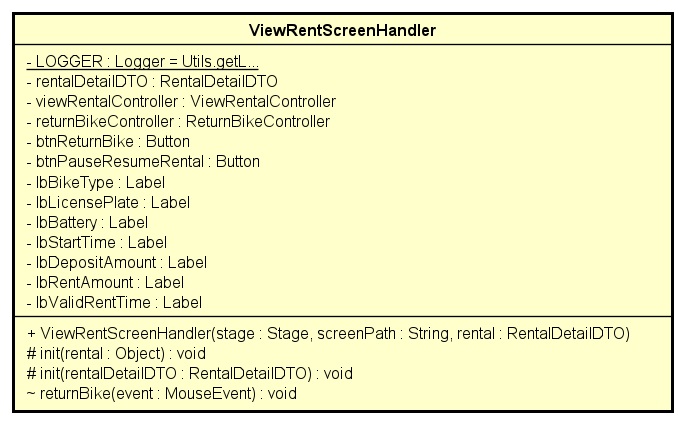 ViewRentScreenHandler
- LOGGER : Logger = Utils.getL...
- rentalDetailDTO : RentalDetailDTO
- viewRentalController : ViewRentalController
- returnBikeController : ReturnBikeController
- btnReturnBike : Button
- btnPauseResumeRental : Button
- lbBikeType : Label
- lbLicensePlate : Label
- lbBattery : Label
- lbStartTime : Label
- lbDepositAmount : Label
- lbRentAmount : Label
- lbValidRentTime : Label
+ ViewRentScreenHandler(stage : Stage, screenPath : String, rental : RentalDetailDTO)
# init(rental : Object) : void
# init(rentalDetailDTO : RentalDetailDTO) : void
~ returnBike(event : MouseEvent) : void